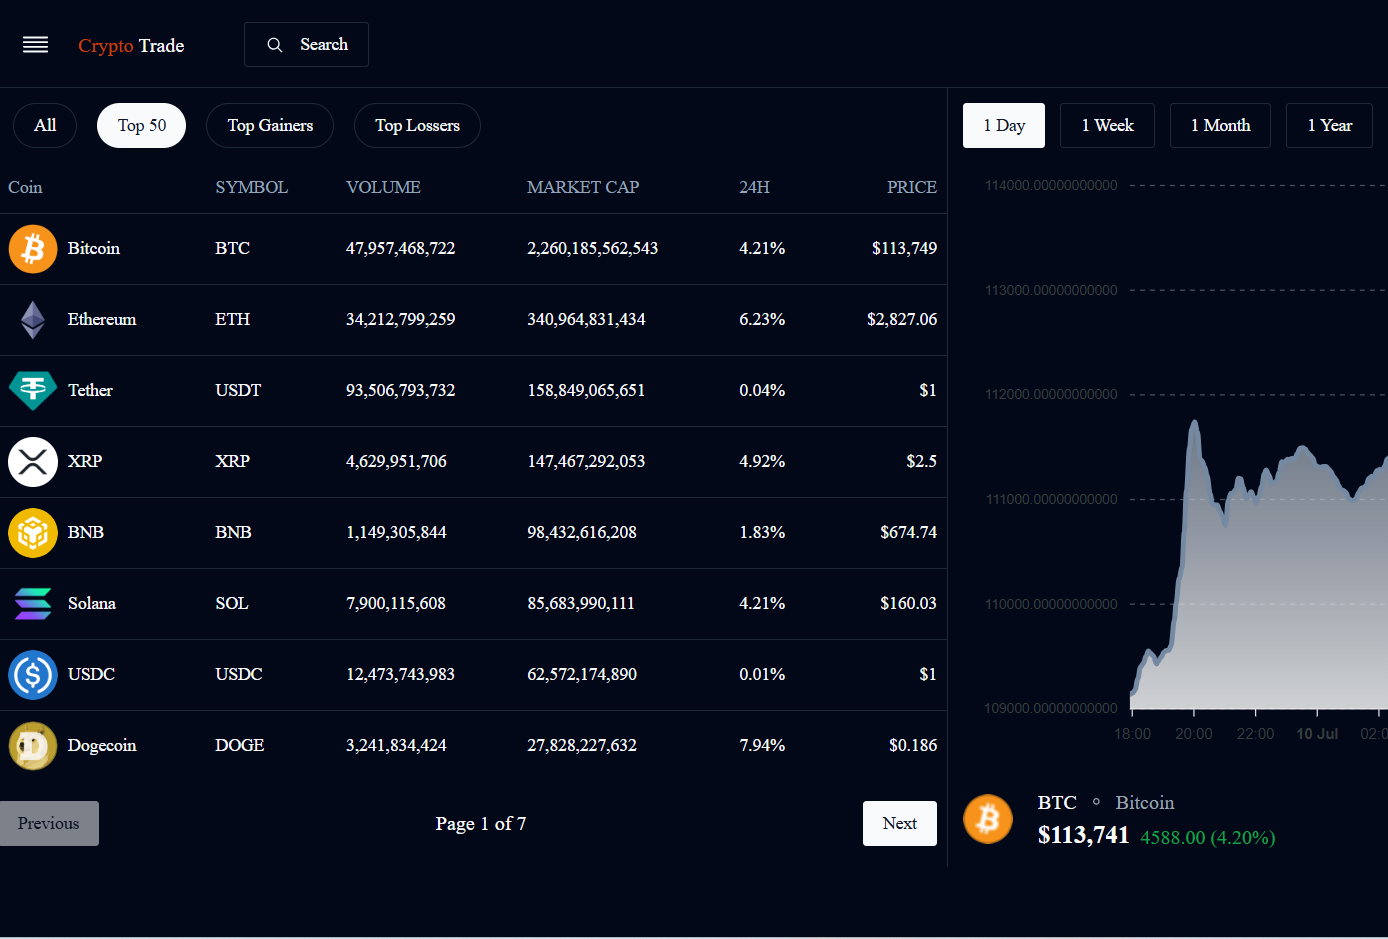 Crypto Trade
Search
All
Top 50
Top Gainers
Top Lossers
Coin SYMBOL VOLUME MARKET CAP 24H PRICE
Bitcoin BTC 47,957,468,722 2,260,185,562,543 4.21% $113,749
Ethereum ETH 34,212,799,259 340,964,831,434 6.23% $2,827.06
Tether USDT 93,506,793,732 158,849,065,651 0.04% $1
XRP XRP 4,629,951,706 147,467,292,053 4.92% $2.5
BNB BNB 1,149,305,844 98,432,616,208 1.83% $674.74
Solana SOL 7,900,115,608 85,683,990,111 4.21% $160.03
USDC USDC 12,473,743,983 62,572,174,890 0.01% $1
Dogecoin DOGE 3,241,834,424 27,828,227,632 7.94% $0.186
Previous
Page 1 of 7
Next
1 Day
1 Week
1 Month
1 Year
114000.00000000000
113000.00000000000
112000.00000000000
111000.00000000000
110000.00000000000
109000.00000000000
18:00 20:00 22:00 10 Jul 02:0
BTC Bitcoin
$113,741 4588.00 (4.20%)